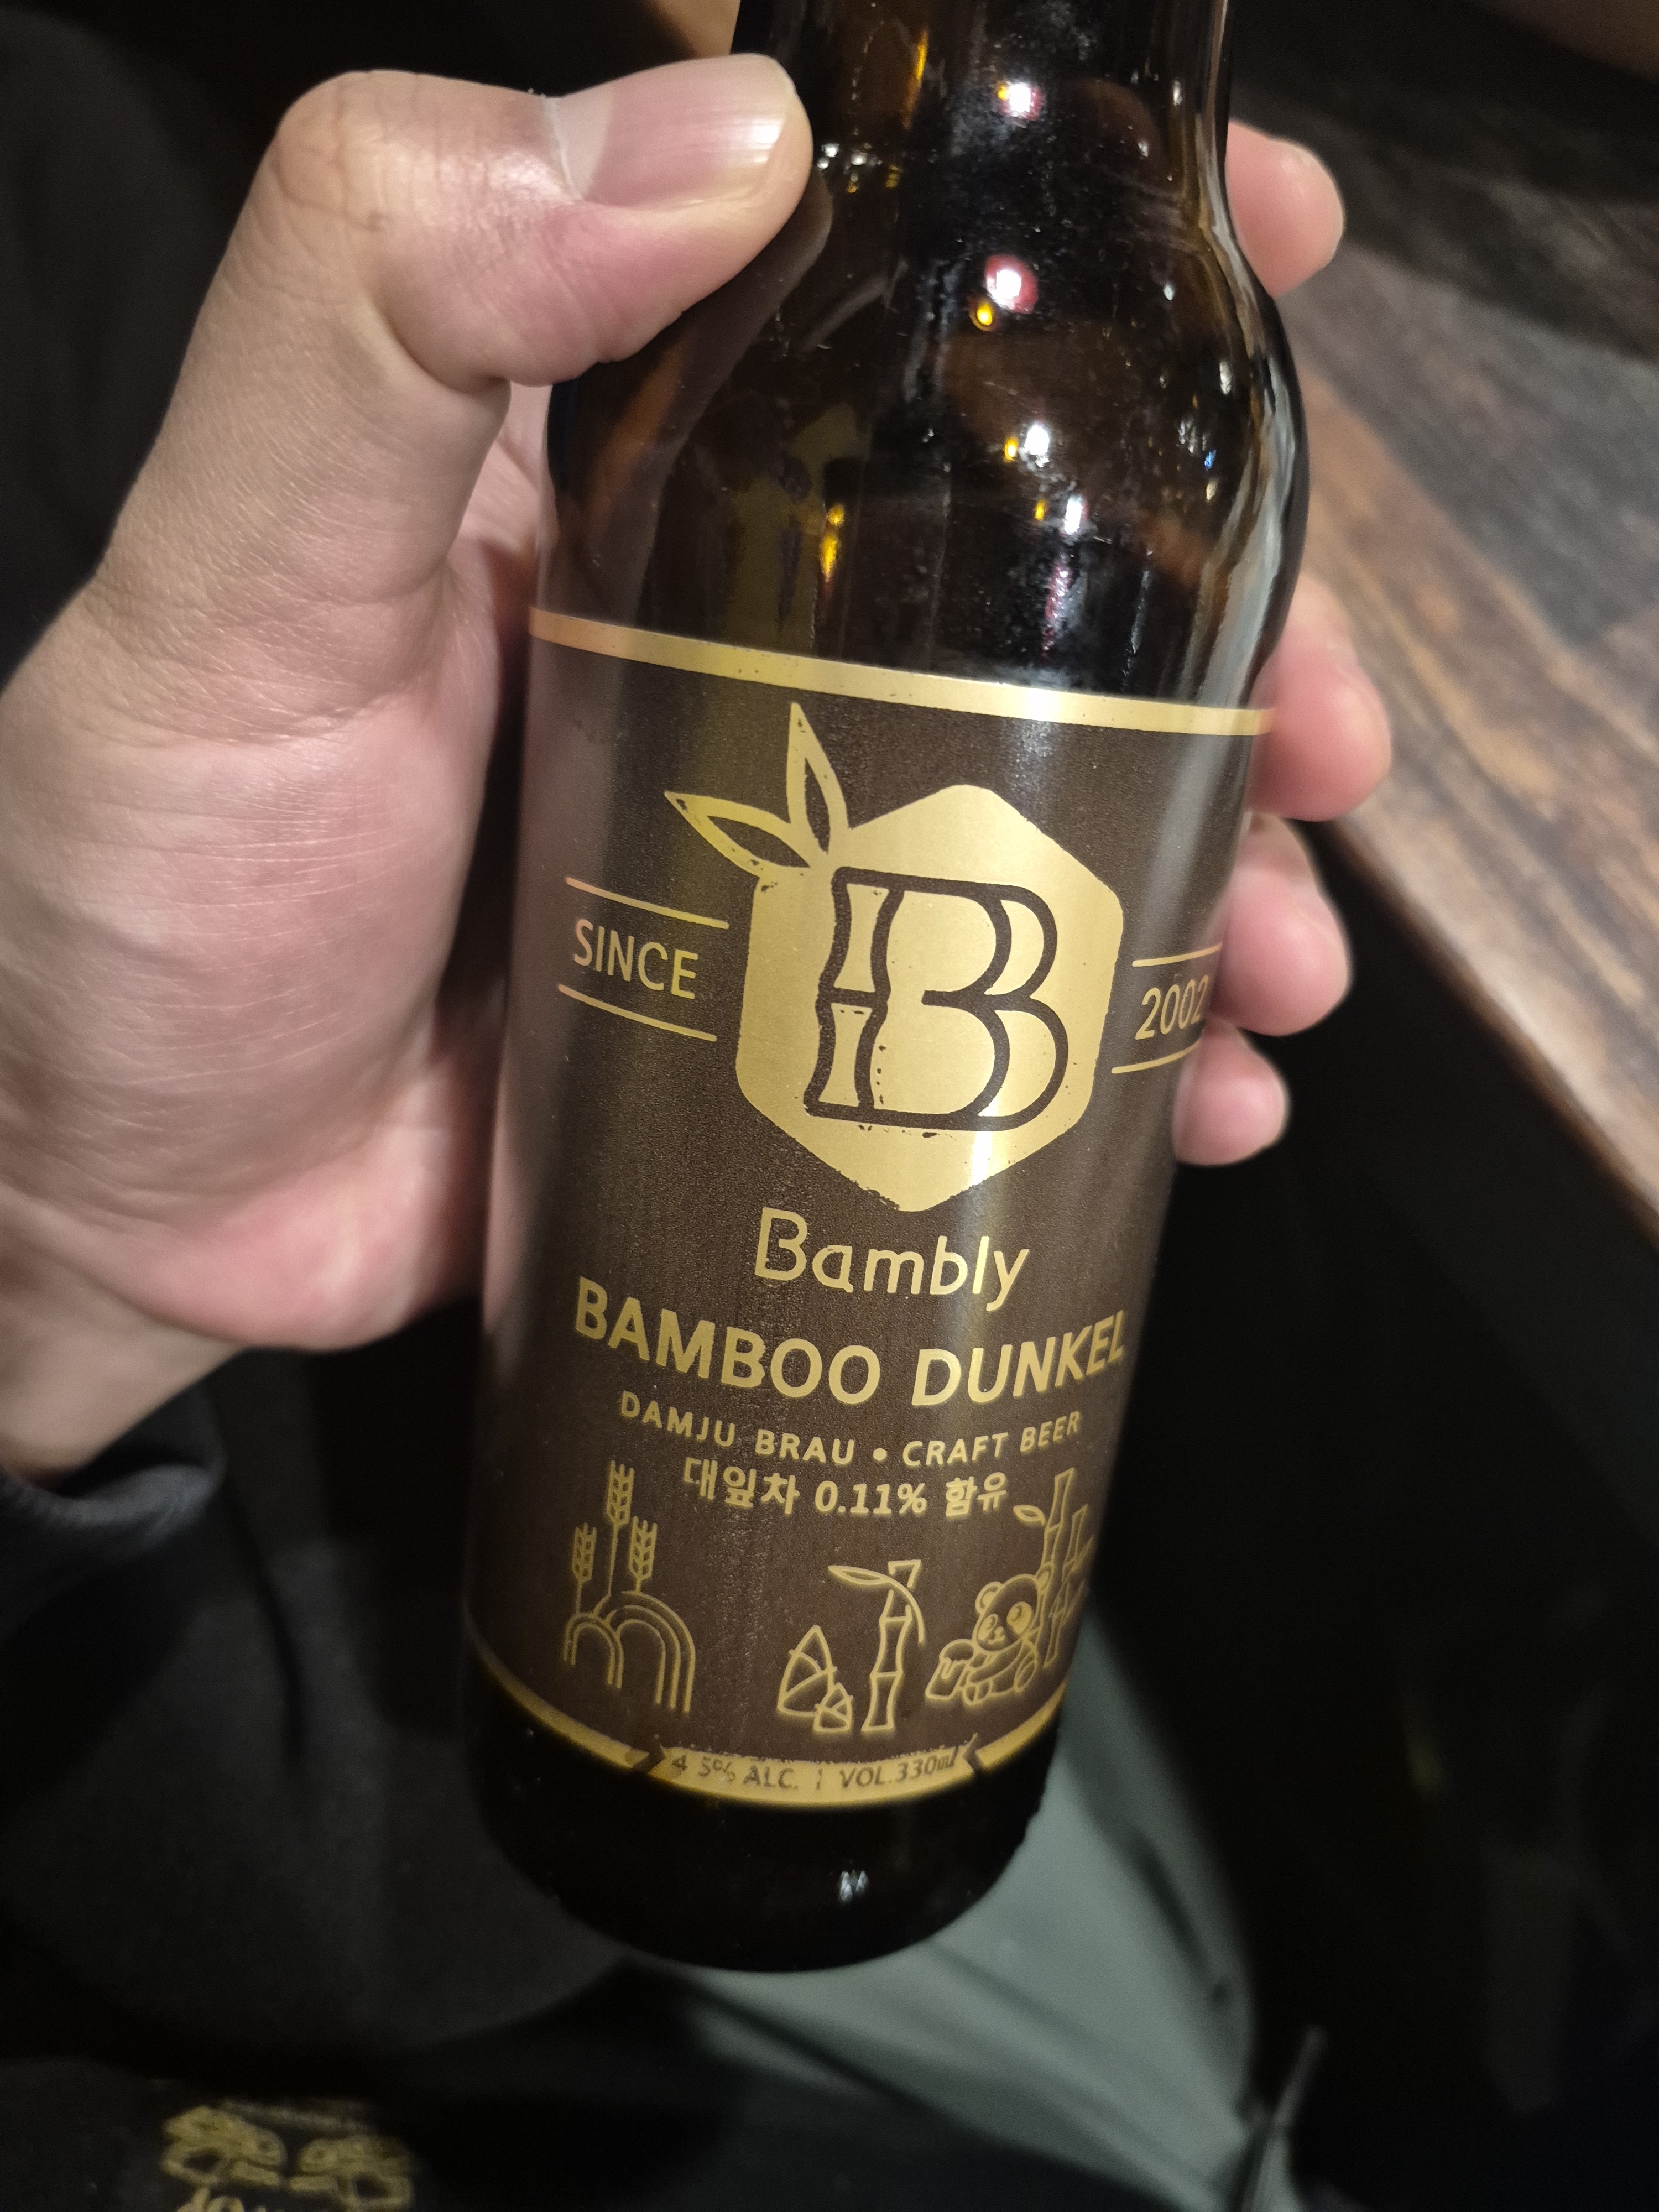 B
SINCE
2002
Bambly
BAMBOO DUNKEL
DAMJU BRAU • CRAFT BEER
대잎차 0.11% 함유
4.5% ALC. | VOL.330ml